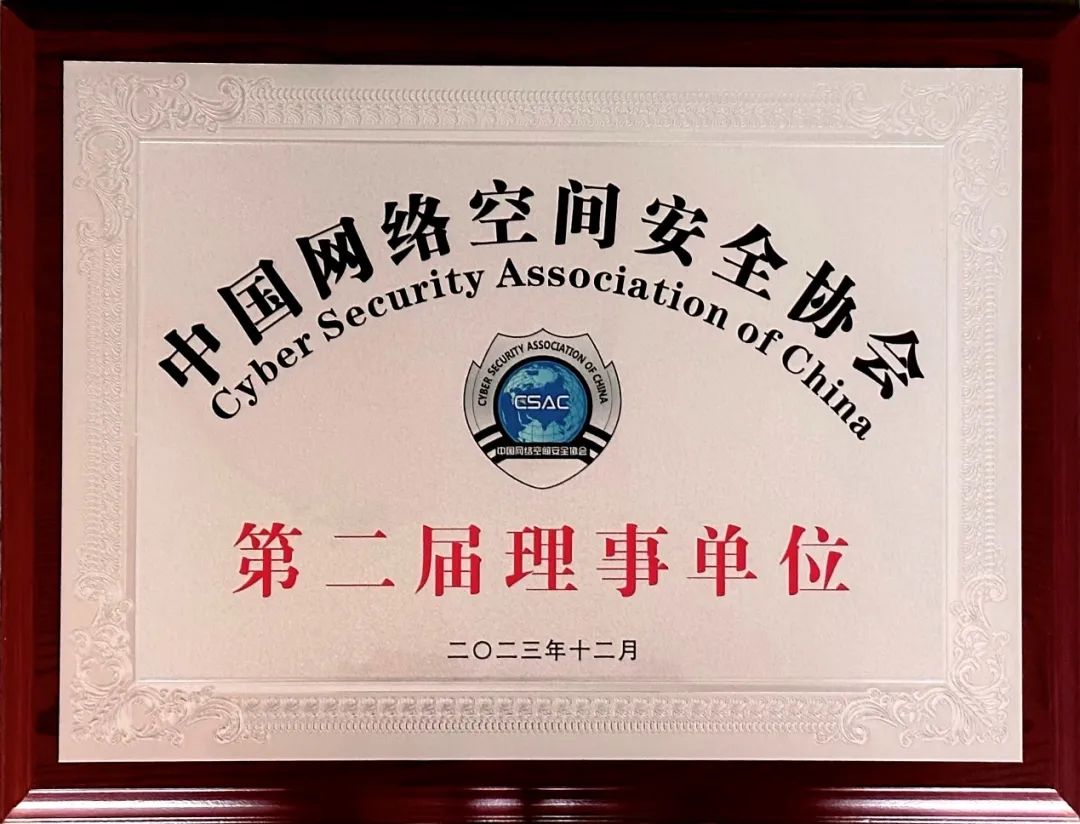 中国网络空间安全协会
Cyber Security Association of China
CYBER SECURITY ASSOCIATION OF CHINA
CSAC
中国网络空间安全协会
第二届理事单位
二〇二三年十二月